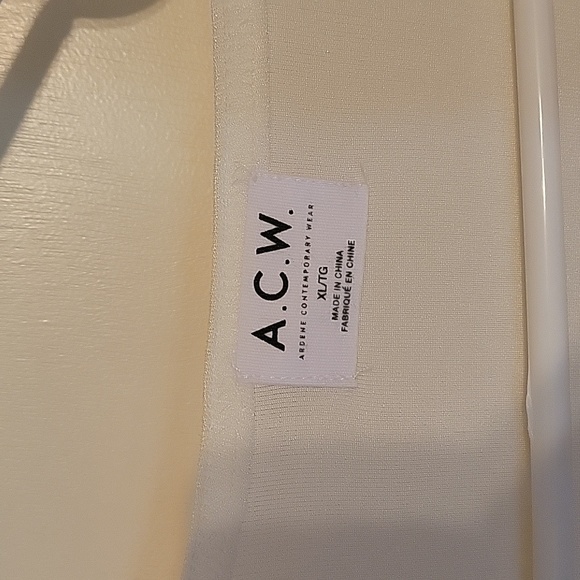 A.C.W.
ARDENE CONTEMPORARY WEAR
XL/TG
MADE IN CHINA
FABRIQUÉ EN CHINE